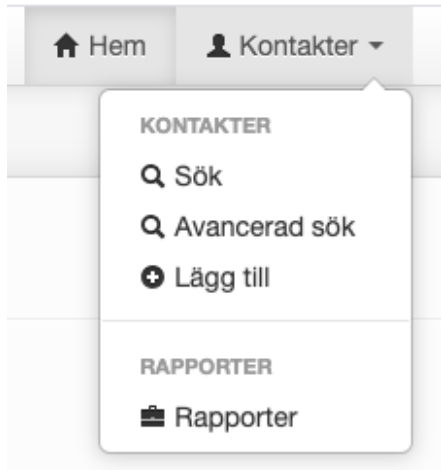 Hem Kontakter
KONTAKTER
Sök
Avancerad sök
Lägg till
RAPPORTER
Rapporter